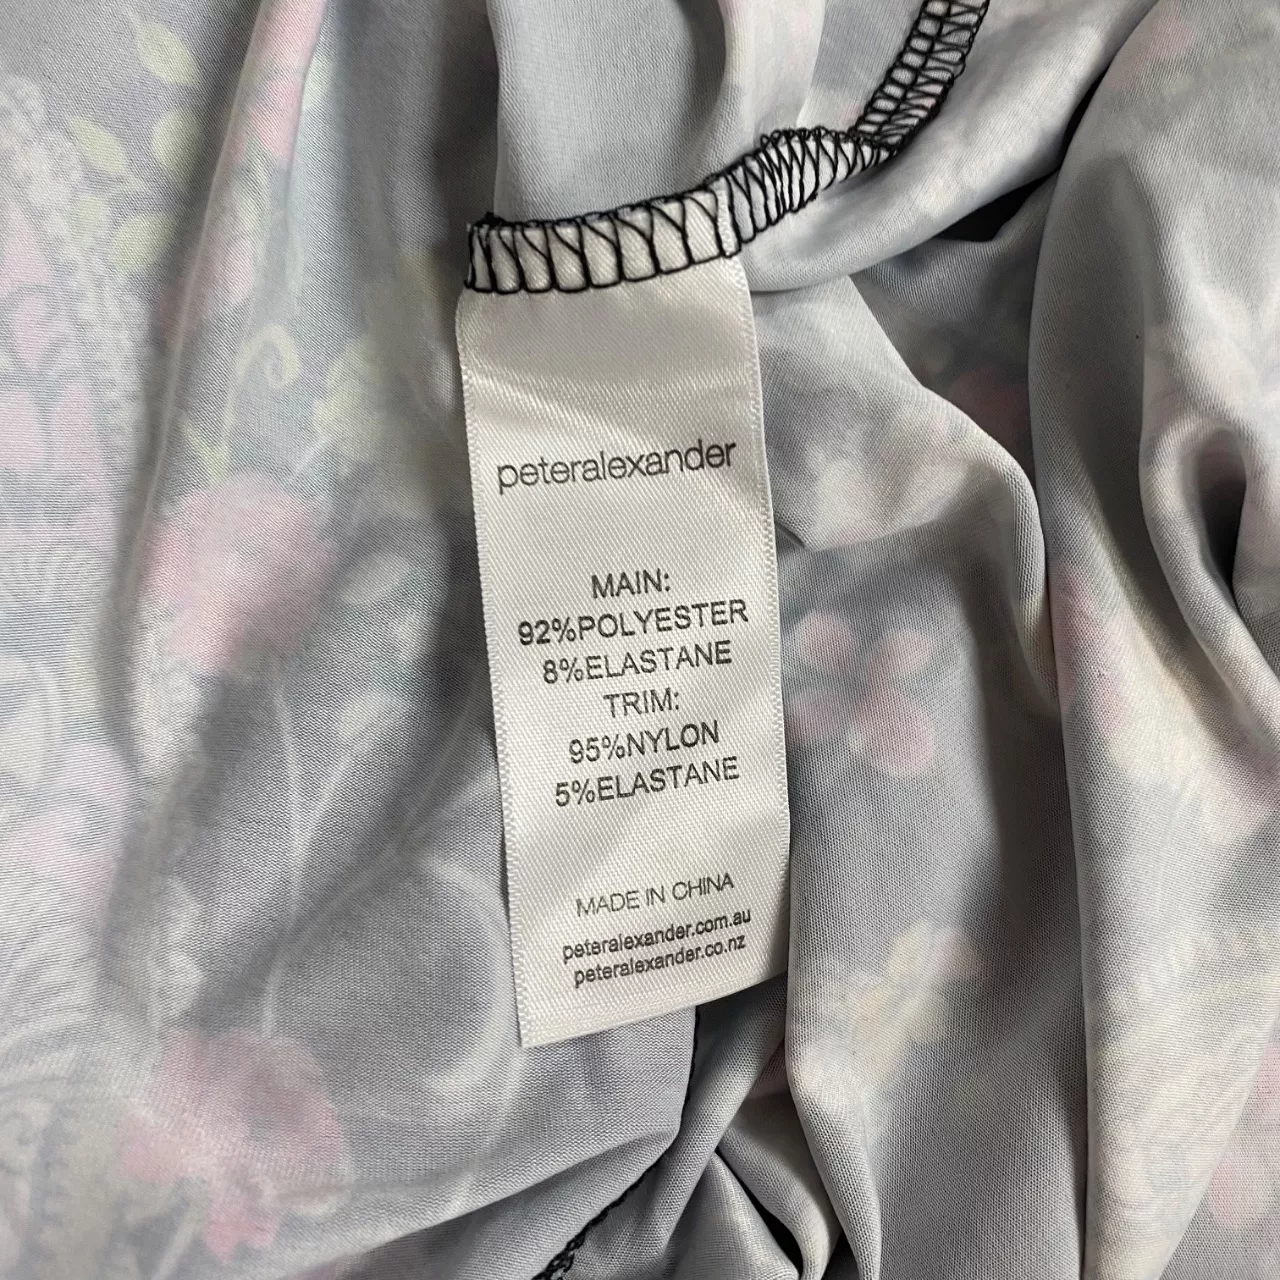 peteralexander
MAIN:
92%POLYESTER
8%ELASTANE
TRIM:
95%NYLON
5%ELASTANE
MADE IN CHINA
peteralexander.com.au
peteralexander.co.nz